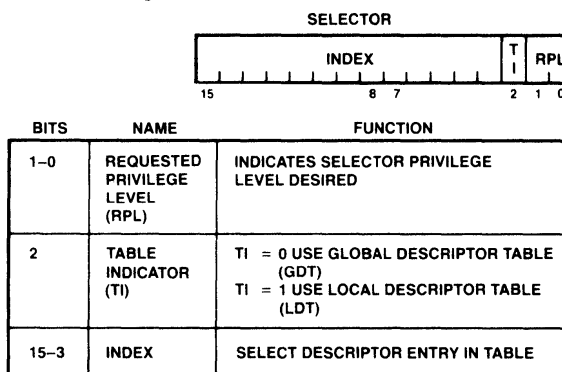 SELECTOR
INDEX
T
I
RPL
15
8 7
2 1 0
BITS NAME FUNCTION
1–0 REQUESTED INDICATES SELECTOR PRIVILEGE
PRIVILEGE LEVEL DESIRED
LEVEL
(RPL)
2 TABLE TI = 0 USE GLOBAL DESCRIPTOR TABLE
INDICATOR (GDT)
(TI) TI = 1 USE LOCAL DESCRIPTOR TABLE
(LDT)
15–3 INDEX SELECT DESCRIPTOR ENTRY IN TABLE